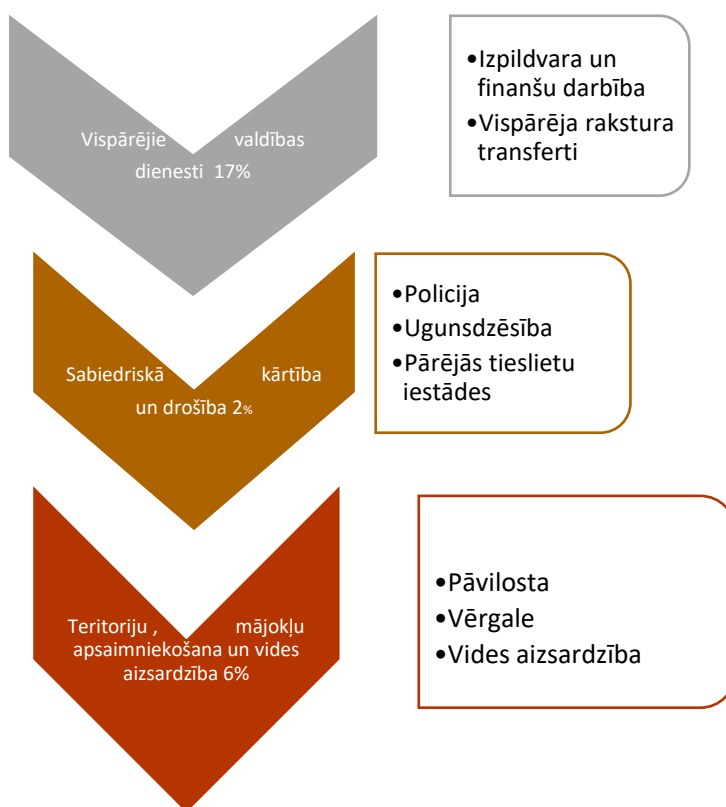 Vispārējie valdības
dienesti 17%
•Izpildvara un
finanšu darbība
•Vispārēja rakstura
transferti
Sabiedriskā kārtība
un drošība 2%
•Policija
•Ugunsdzēsība
•Pārējās tieslietu
iestādes
Teritoriju , mājokļu
apsaimniekošana un vides
aizsardzība 6%
•Pāvilosta
•Vērgale
•Vides aizsardzība